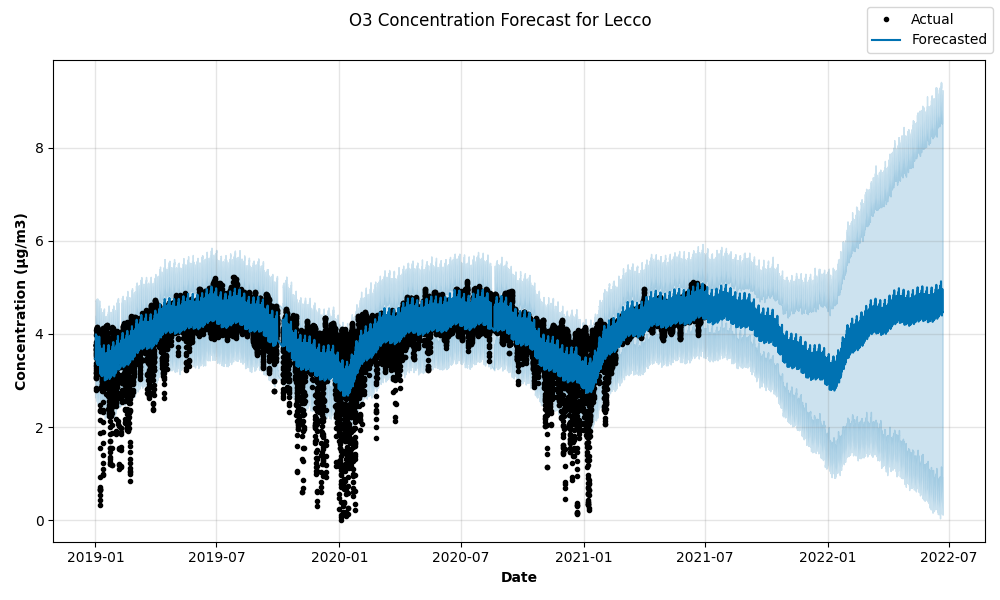 O3 Concentration Forecast for Lecco
Actual
Forecasted
Concentration (µg/m3)
8
6
4
2
0
2019-01
2019-07
2020-01
2020-07
2021-01
2021-07
2022-01
2022-07
Date